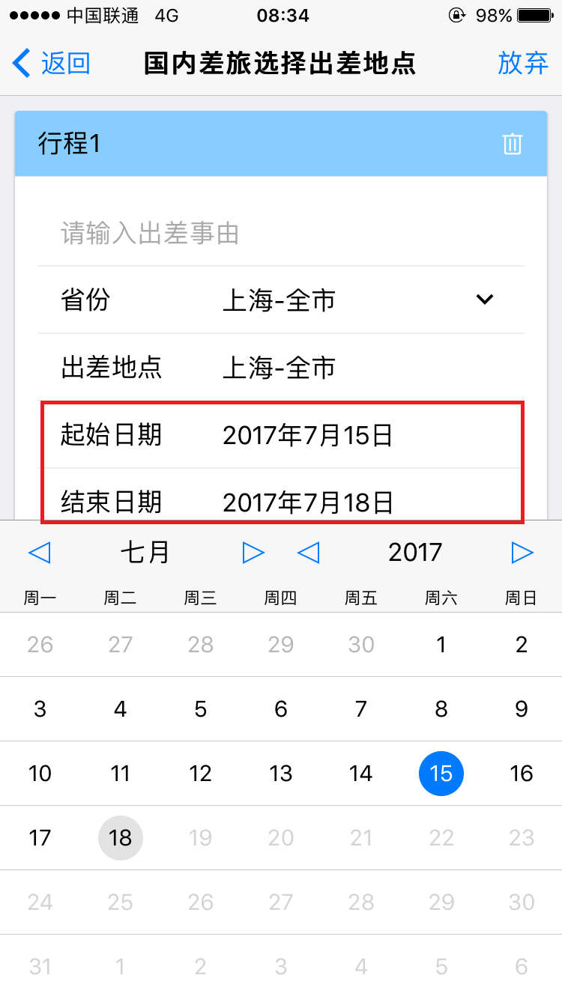 中国联通 4G 08:34 98%
返回 国内差旅选择出差地点 放弃
行程1
请输入出差事由
省份 上海-全市
出差地点 上海-全市
起始日期 2017年7月15日
结束日期 2017年7月18日
七月 2017
周一 周二 周三 周四 周五 周六 周日
26 27 28 29 30 1 2
3 4 5 6 7 8 9
10 11 12 13 14 15 16
17 18 19 20 21 22 23
24 25 26 27 28 29 30
31 1 2 3 4 5 6